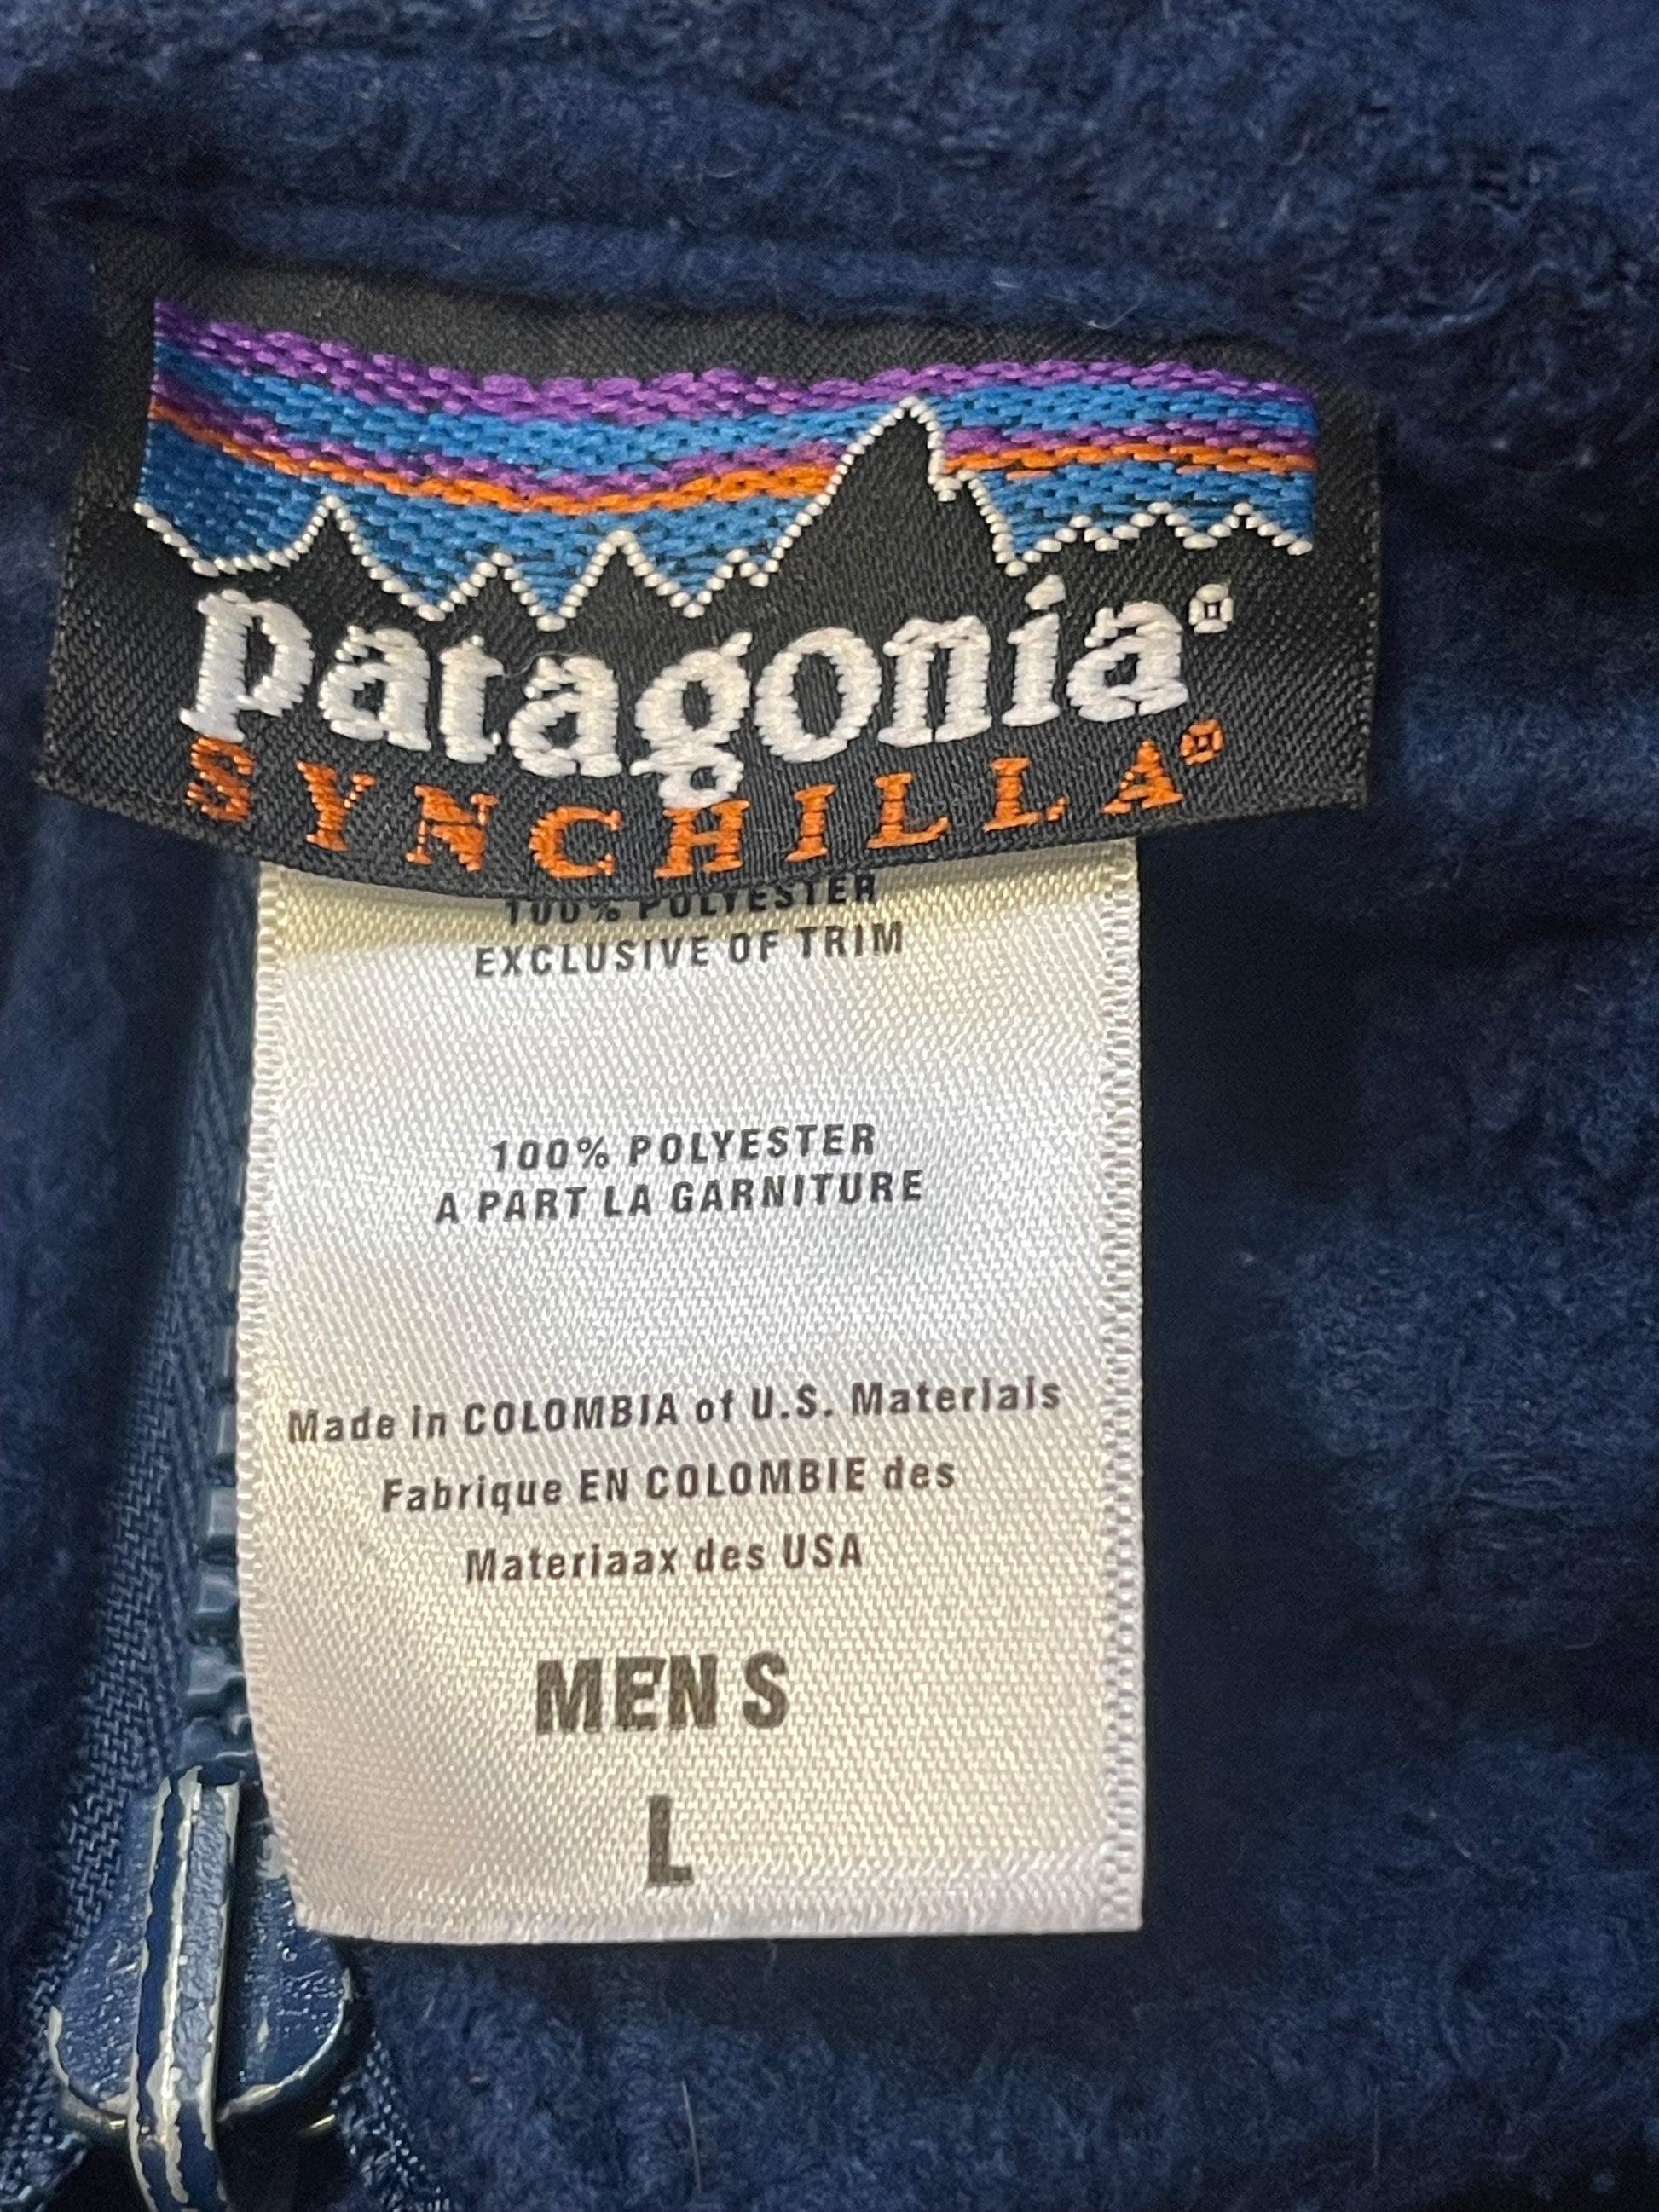 patagonia®
SYNCHILLA®
100% POLYESTER
EXCLUSIVE OF TRIM
100% POLYESTER
A PART LA GARNITURE
Made in COLOMBIA of U.S. Materials
Fabrique EN COLOMBIE des
Materiaax des USA
MEN S
L